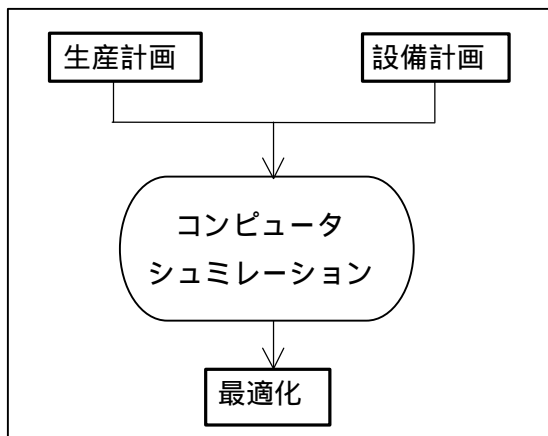 生産計画
設備計画
コンピュータ
シュミレーション
最適化